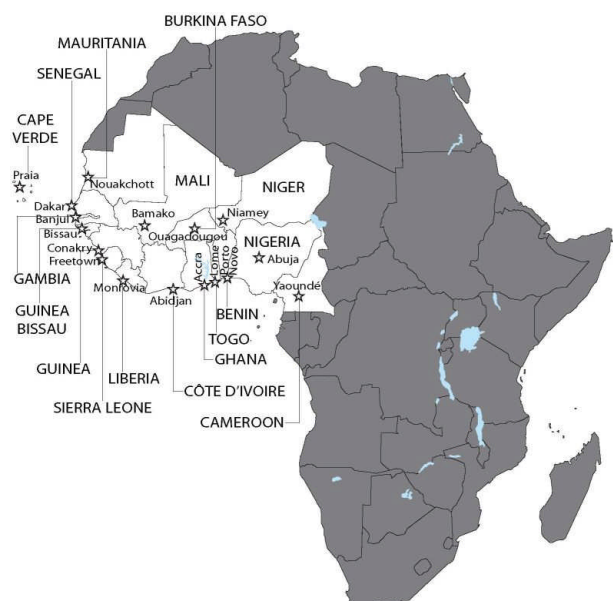 BURKINA FASO
MAURITANIA
SENEGAL
CAPE
VERDE
Praia
Nouakchott
MALI
NIGER
Dakar
Banjul
Bissau
Bamako
Niamey
Ouagadougou
NIGERIA
Abuja
Conakry
Freetown
Accra
Lome
Porto
Novo
Monrovia
Abidjan
Yaoundé
GAMBIA
GUINEA
BISSAU
BENIN
TOGO
GHANA
GUINEA
LIBERIA
CÔTE D'IVOIRE
SIERRA LEONE
CAMEROON